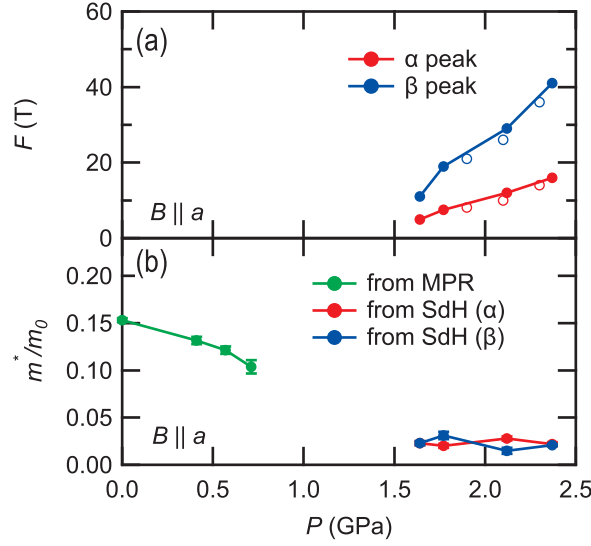 (a)
α peak
β peak
B || a
F (T)
60
40
20
0
(b)
from MPR
from SdH (α)
from SdH (β)
B || a
m*/m0
0.20
0.15
0.10
0.05
0.00
0.0 0.5 1.0 1.5 2.0 2.5
P (GPa)